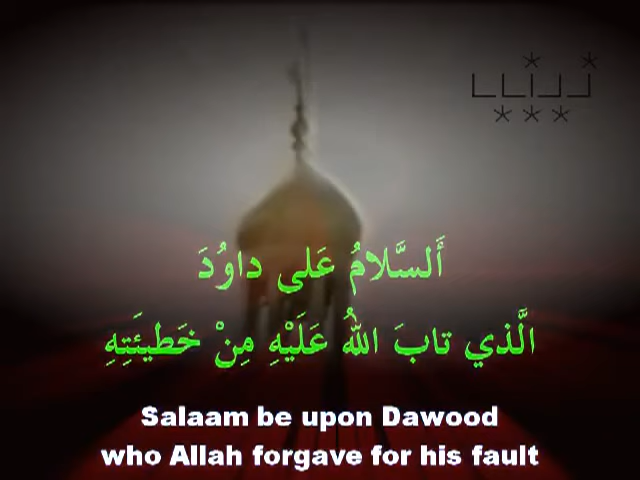 أَلسَّلامُ عَلى داوُدَ
الَّذي تابَ اللهُ عَلَيْهِ مِنْ خَطيئَتِهِ
Salaam be upon Dawood
who Allah forgave for his fault